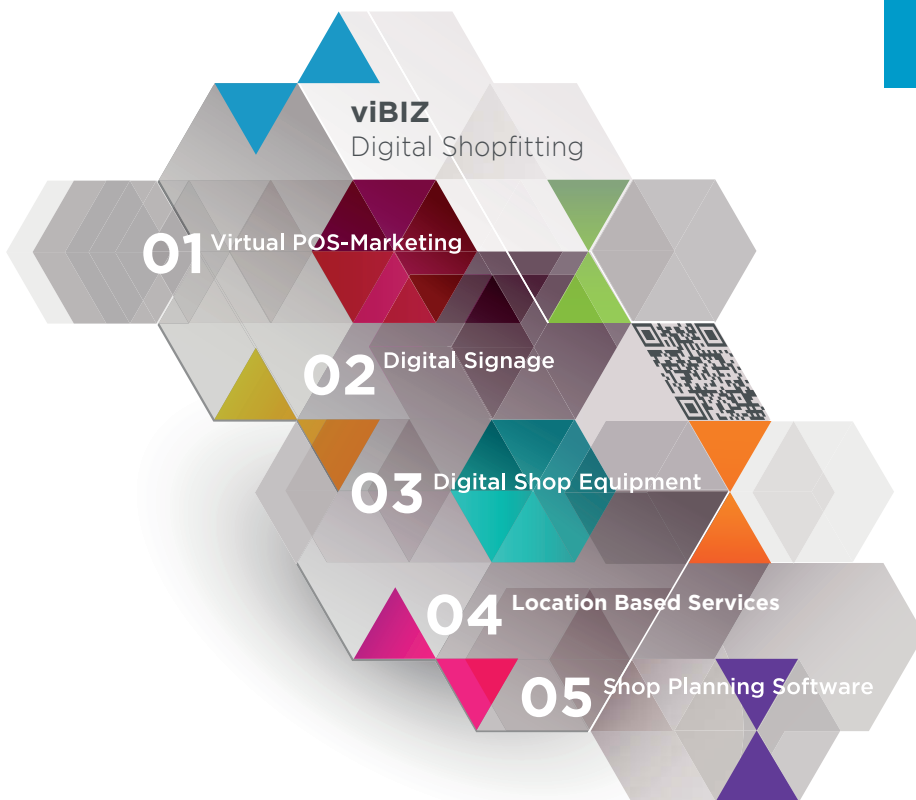 viBIZ
Digital Shopfitting
01 Virtual POS-Marketing
02 Digital Signage
03 Digital Shop Equipment
04 Location Based Services
05 Shop Planning Software